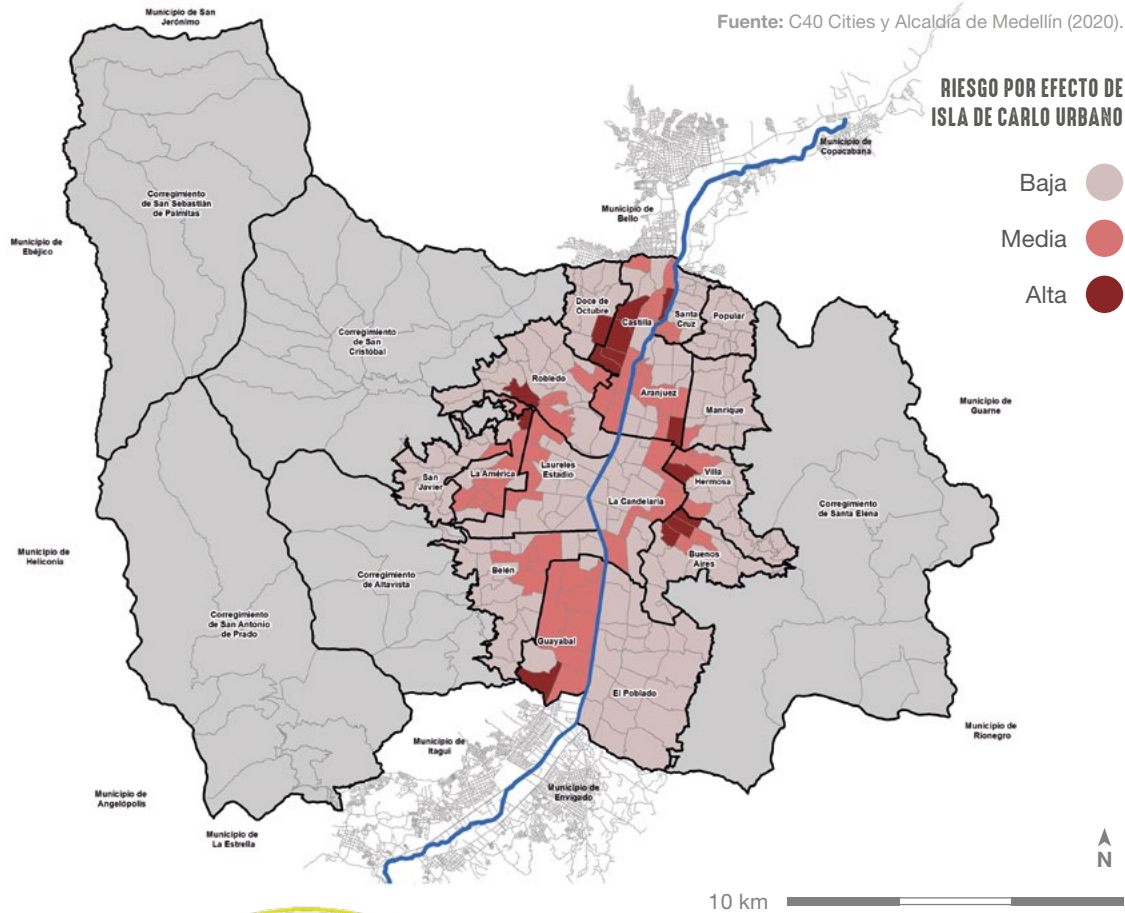 Municipio de San
Jerónimo
Fuente: C40 Cities y Alcaldía de Medellín (2020).
RIESGO POR EFECTO DE
ISLA DE CARLO URBANO
Baja
Media
Alta
Municipio de
Copacabana
Corregimiento
de San Sebastián
de Palmitas
Municipio de
Bello
Municipio de
Ebéjico
Doce de
Octubre
Castilla
Santa
Cruz
Popular
Corregimiento
de San
Cristóbal
Robledo
Aranjuez
Manrique
Municipio de
Guarne
San
Javier
La América
Laureles
Estadio
Villa
Hermosa
La Candelaria
Corregimiento
de Santa Elena
Municipio de
Heliconia
Corregimiento
de Altavista
Belén
Buenos
Aires
Corregimiento
de San Antonio
de Prado
Guayabal
El Poblado
Municipio de
Rionegro
Municipio de
Itagui
Municipio de
Envigado
Municipio de
Angelópolis
Municipio de
La Estrella
N
10 km